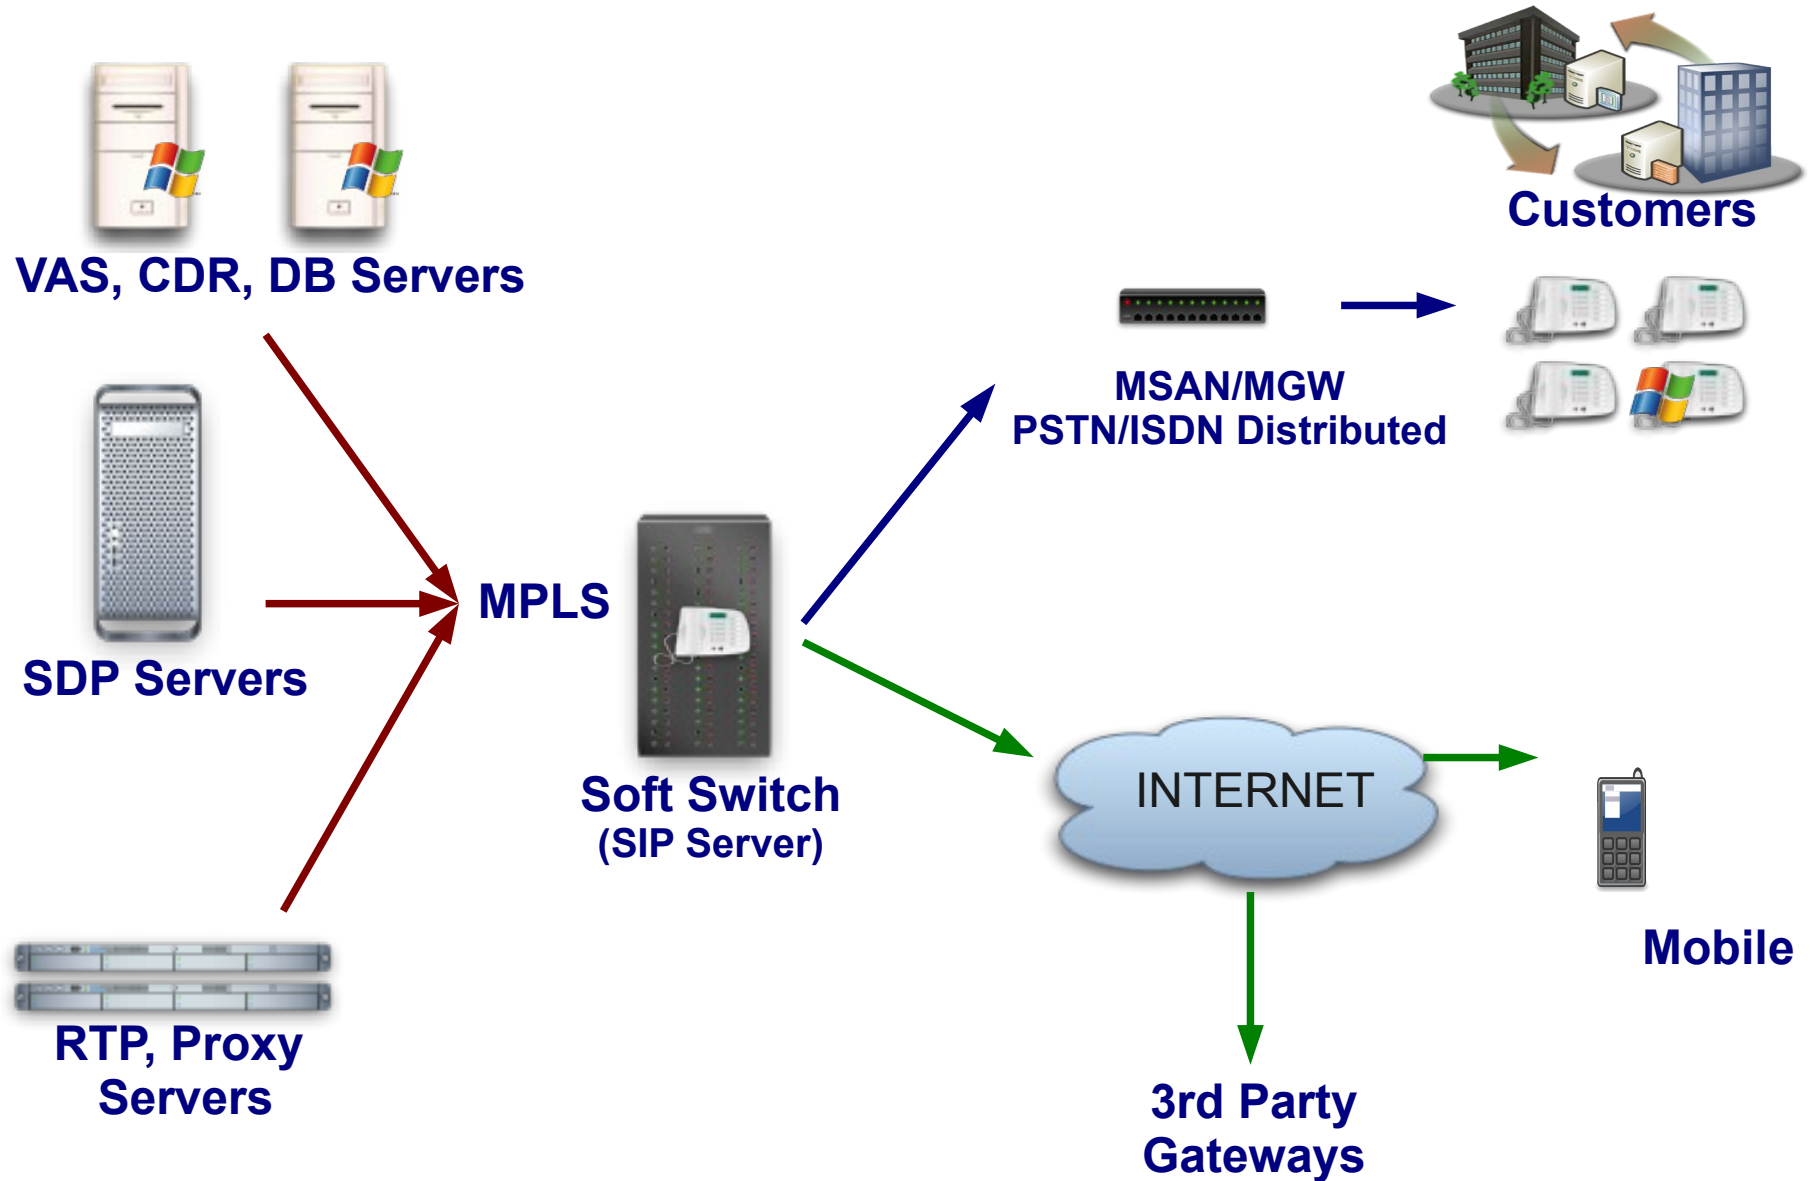 Customers
VAS, CDR, DB Servers
MSAN/MGW
PSTN/ISDN Distributed
MPLS
SDP Servers
Soft Switch
(SIP Server)
INTERNET
Mobile
RTP, Proxy
Servers
3rd Party
Gateways